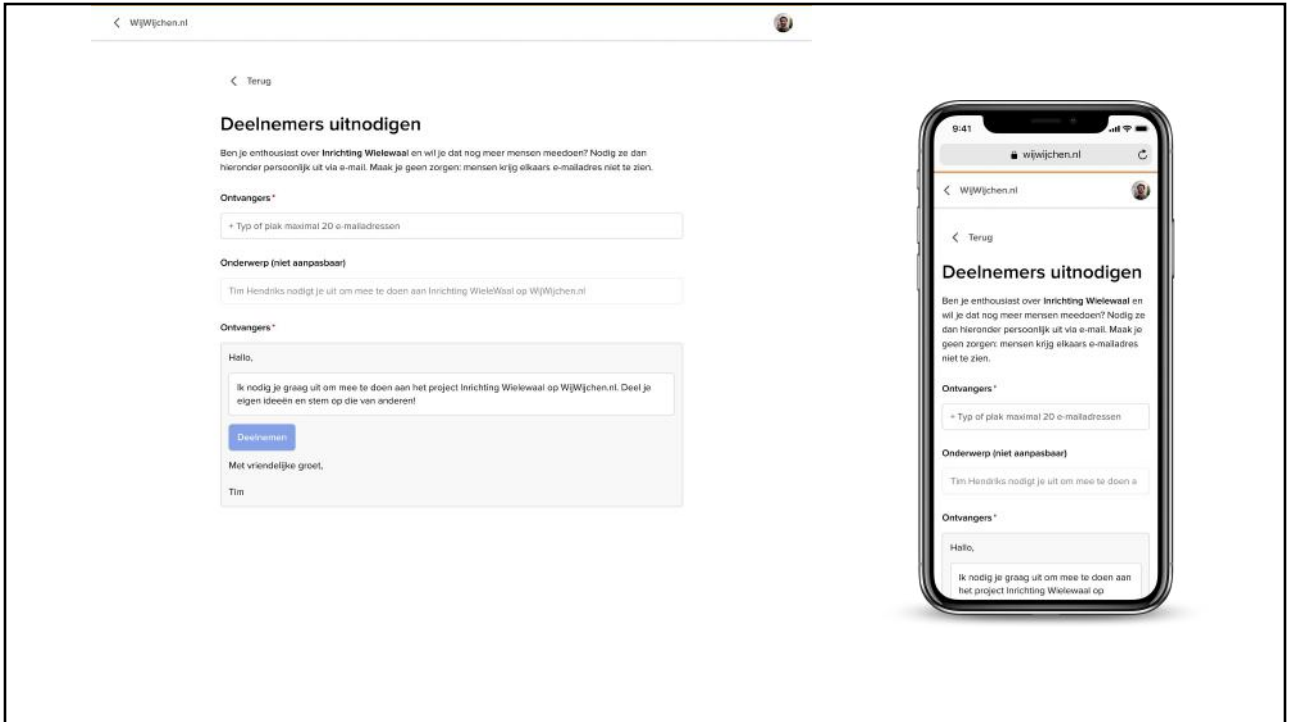 WijWijchen.nl
Terug
Deelnemers uitnodigen
Ben je enthousiast over Inrichting Wielewaal en wil je dat nog meer mensen meedoen? Nodig ze dan
hieronder persoonlijk uit via e-mail. Maak je geen zorgen: mensen krijg elkaars e-mailadres niet te zien.
Ontvangers*
+ Typ of plak maximal 20 e-mailadressen
Onderwerp (niet aanpasbaar)
Tim Hendriks nodigt je uit om mee te doen aan Inrichting WieleWaal op WijWijchen.nl
Ontvangers*
Hallo,
Ik nodig je graag uit om mee te doen aan het project Inrichting Wielewaal op WijWijchen.nl. Deel je
eigen ideeën en stem op die van anderen!
Deelnemen
Met vriendelijke groet,
Tim
9:41
wijwijchen.nl
WijWijchen.nl
Terug
Deelnemers uitnodigen
Ben je enthousiast over Inrichting Wielewaal en
wil je dat nog meer mensen meedoen? Nodig ze
dan hieronder persoonlijk uit via e-mail. Maak je
geen zorgen: mensen krijg elkaars e-mailadres
niet te zien.
Ontvangers*
+ Typ of plak maximal 20 e-mailadressen
Onderwerp (niet aanpasbaar)
Tim Hendriks nodigt je uit om mee te doen a
Ontvangers*
Hallo,
Ik nodig je graag uit om mee te doen aan
het project Inrichting Wielewaal op